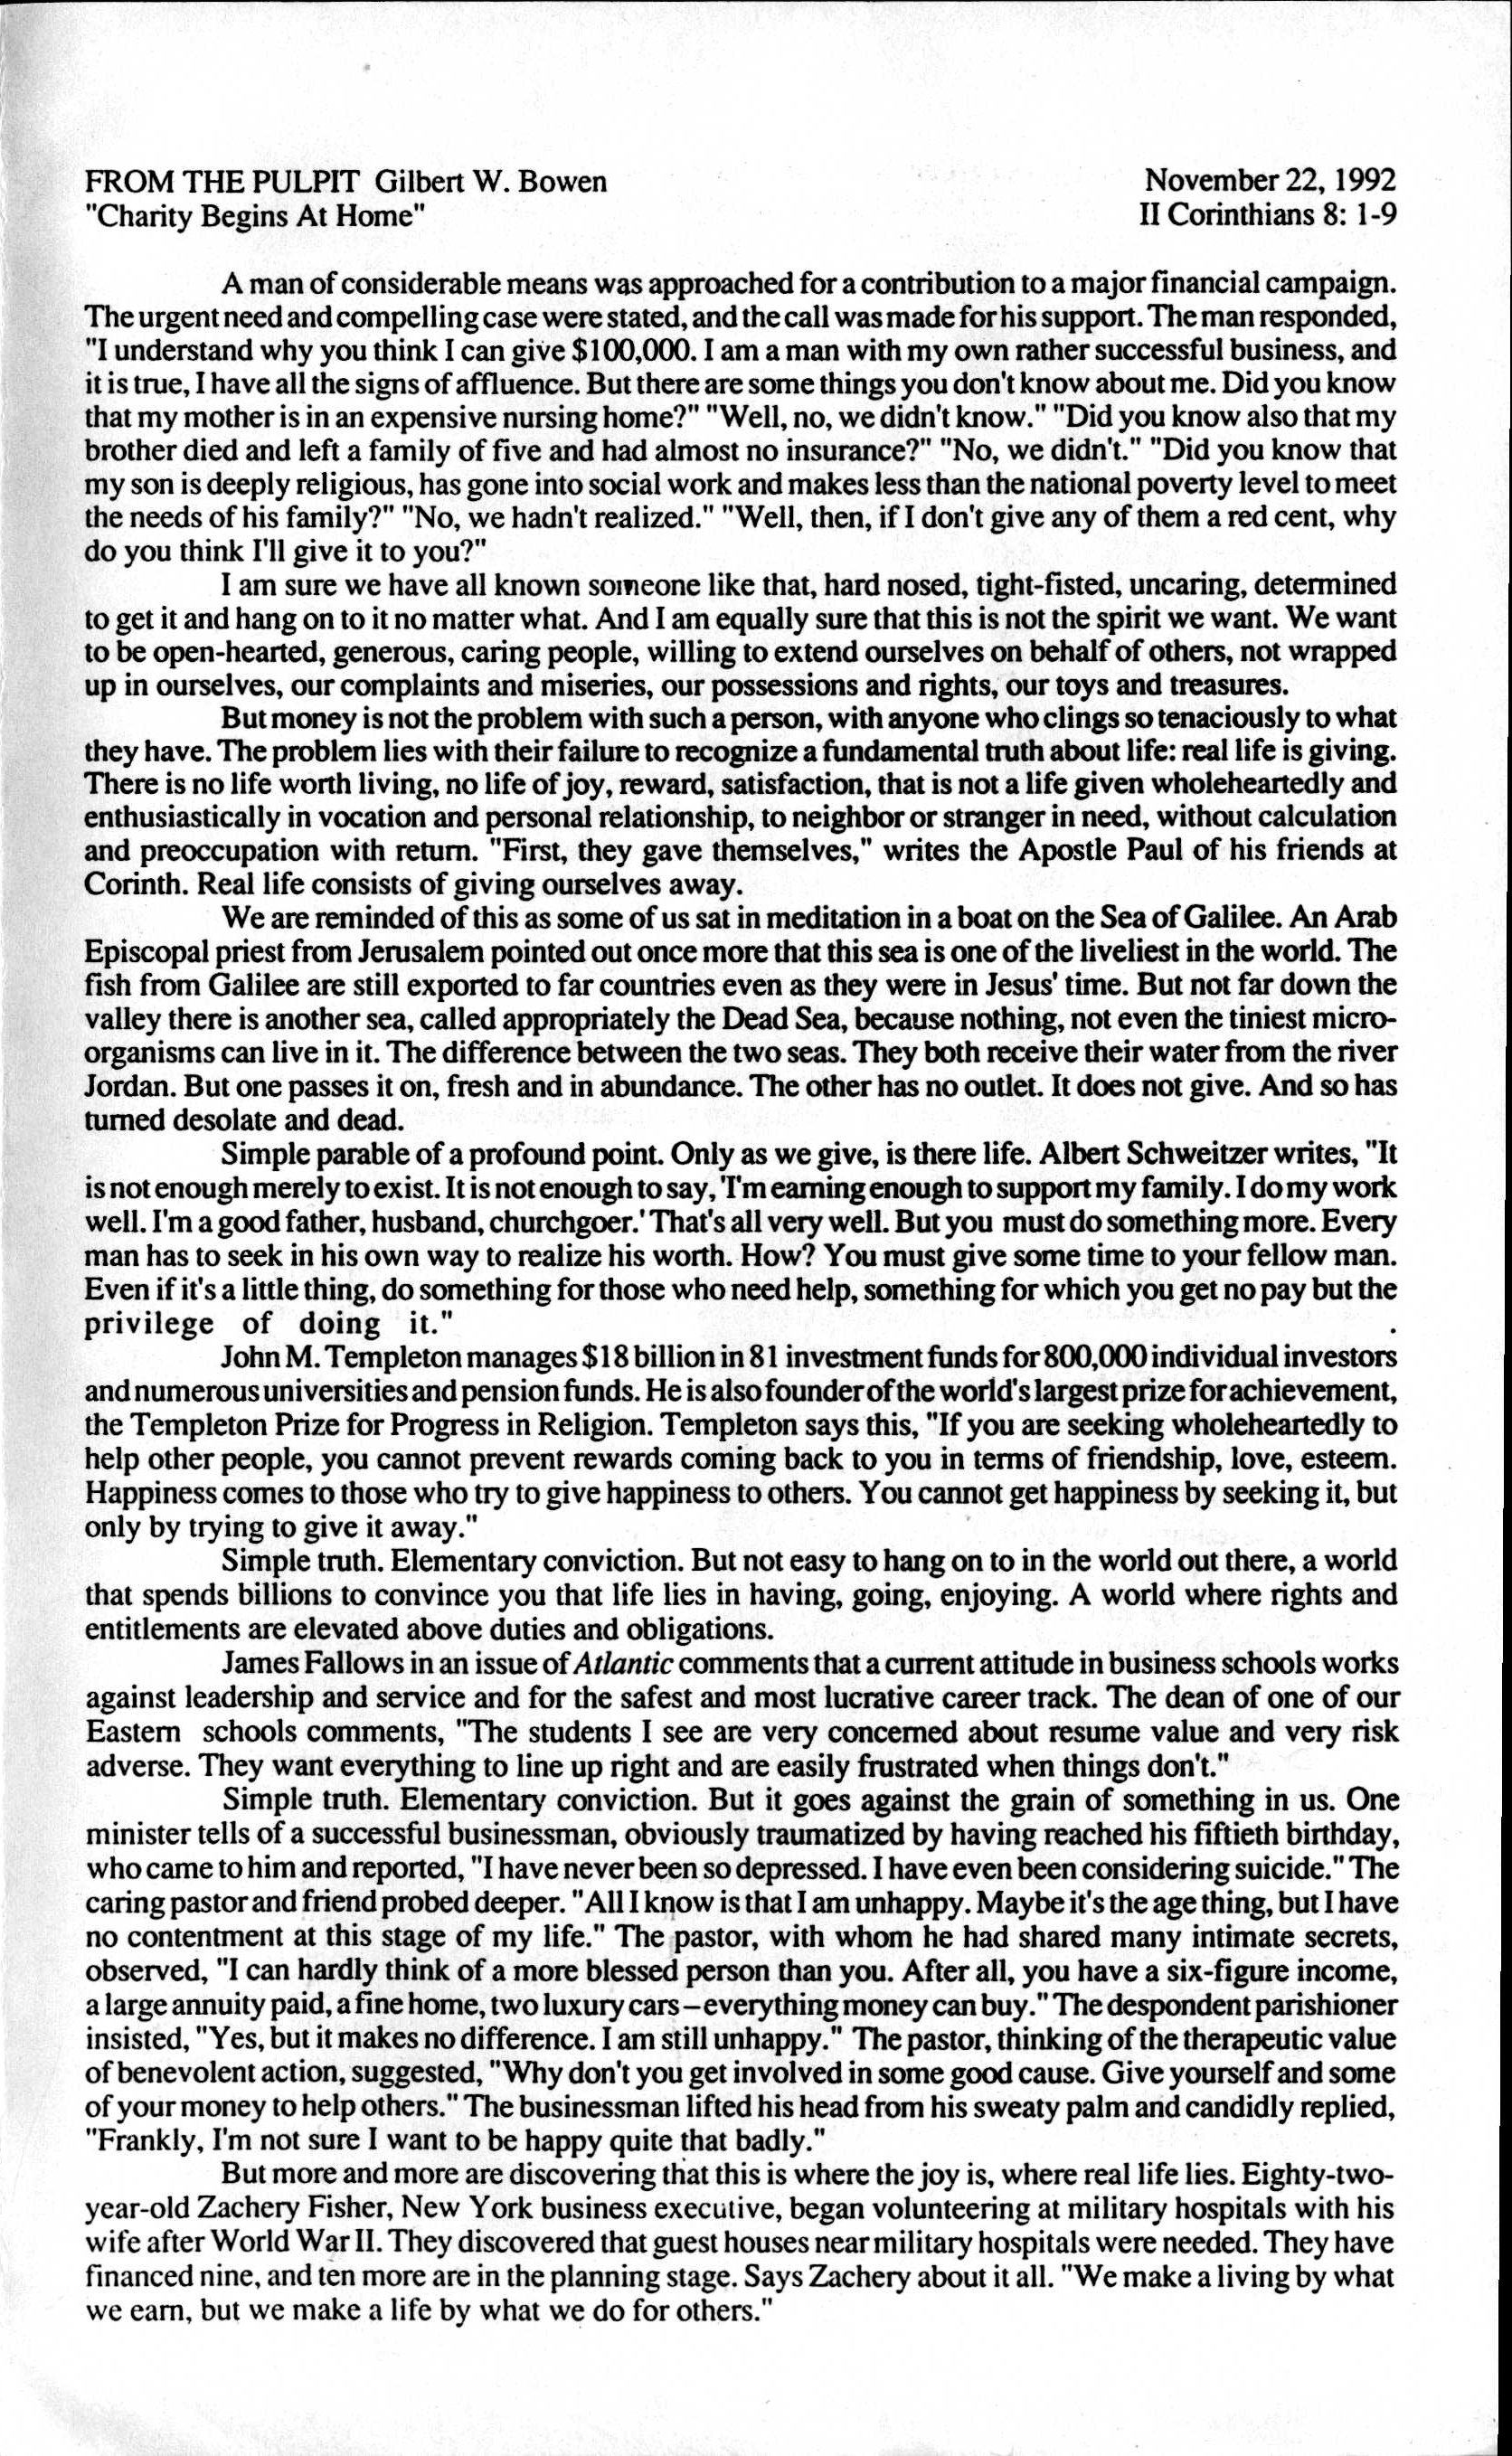 FROM THE PULPIT Gilbert W. Bowen November 22, 1992
"Charity Begins At Home" II Corinthians 8: 1-9
A man of considerable means was approached for a contribution to a major financial campaign.
The urgent need and compelling case were stated, and the call was made for his support. The man responded,
"I understand why you think I can give $100,000. I am a man with my own rather successful business, and
it is true, I have all the signs of affluence. But there are some things you don't know about me. Did you know
that my mother is in an expensive nursing home?" "Well, no, we didn't know." "Did you know also that my
brother died and left a family of five and had almost no insurance?" "No, we didn't." "Did you know that
my son is deeply religious, has gone into social work and makes less than the national poverty level to meet
the needs of his family?" "No, we hadn't realized." "Well, then, if I don't give any of them a red cent, why
do you think I'll give it to you?"
I am sure we have all known someone like that, hard nosed, tight-fisted, uncaring, determined
to get it and hang on to it no matter what. And I am equally sure that this is not the spirit we want. We want
to be open-hearted, generous, caring people, willing to extend ourselves on behalf of others, not wrapped
up in ourselves, our complaints and miseries, our possessions and rights, our toys and treasures.
But money is not the problem with such a person, with anyone who clings so tenaciously to what
they have. The problem lies with their failure to recognize a fundamental truth about life: real life is giving.
There is no life worth living, no life of joy, reward, satisfaction, that is not a life given wholeheartedly and
enthusiastically in vocation and personal relationship, to neighbor or stranger in need, without calculation
and preoccupation with return. "First, they gave themselves," writes the Apostle Paul of his friends at
Corinth. Real life consists of giving ourselves away.
We are reminded of this as some of us sat in meditation in a boat on the Sea of Galilee. An Arab
Episcopal priest from Jerusalem pointed out once more that this sea is one of the liveliest in the world. The
fish from Galilee are still exported to far countries even as they were in Jesus' time. But not far down the
valley there is another sea, called appropriately the Dead Sea, because nothing, not even the tiniest micro-
organisms can live in it. The difference between the two seas. They both receive their water from the river
Jordan. But one passes it on, fresh and in abundance. The other has no outlet. It does not give. And so has
turned desolate and dead.
Simple parable of a profound point. Only as we give, is there life. Albert Schweitzer writes, "It
is not enough merely to exist. It is not enough to say, 'I'm earning enough to support my family. I do my work
well. I'm a good father, husband, churchgoer.' That's all very well. But you must do something more. Every
man has to seek in his own way to realize his worth. How? You must give some time to your fellow man.
Even if it's a little thing, do something for those who need help, something for which you get no pay but the
privilege of doing it."
John M. Templeton manages $18 billion in 81 investment funds for 800,000 individual investors
and numerous universities and pension funds. He is also founder of the world's largest prize for achievement,
the Templeton Prize for Progress in Religion. Templeton says this, "If you are seeking wholeheartedly to
help other people, you cannot prevent rewards coming back to you in terms of friendship, love, esteem.
Happiness comes to those who try to give happiness to others. You cannot get happiness by seeking it, but
only by trying to give it away."
Simple truth. Elementary conviction. But not easy to hang on to in the world out there, a world
that spends billions to convince you that life lies in having, going, enjoying. A world where rights and
entitlements are elevated above duties and obligations.
James Fallows in an issue of Atlantic comments that a current attitude in business schools works
against leadership and service and for the safest and most lucrative career track. The dean of one of our
Eastern schools comments, "The students I see are very concerned about resume value and very risk
adverse. They want everything to line up right and are easily frustrated when things don't."
Simple truth. Elementary conviction. But it goes against the grain of something in us. One
minister tells of a successful businessman, obviously traumatized by having reached his fiftieth birthday,
who came to him and reported, "I have never been so depressed. I have even been considering suicide." The
caring pastor and friend probed deeper. "All I know is that I am unhappy. Maybe it's the age thing, but I have
no contentment at this stage of my life." The pastor, with whom he had shared many intimate secrets,
observed, "I can hardly think of a more blessed person than you. After all, you have a six-figure income,
a large annuity paid, a fine home, two luxury cars – everything money can buy." The despondent parishioner
insisted, "Yes, but it makes no difference. I am still unhappy." The pastor, thinking of the therapeutic value
of benevolent action, suggested, "Why don't you get involved in some good cause. Give yourself and some
of your money to help others." The businessman lifted his head from his sweaty palm and candidly replied,
"Frankly, I'm not sure I want to be happy quite that badly."
But more and more are discovering that this is where the joy is, where real life lies. Eighty-two-
year-old Zachery Fisher, New York business executive, began volunteering at military hospitals with his
wife after World War II. They discovered that guest houses near military hospitals were needed. They have
financed nine, and ten more are in the planning stage. Says Zachery about it all. "We make a living by what
we earn, but we make a life by what we do for others."